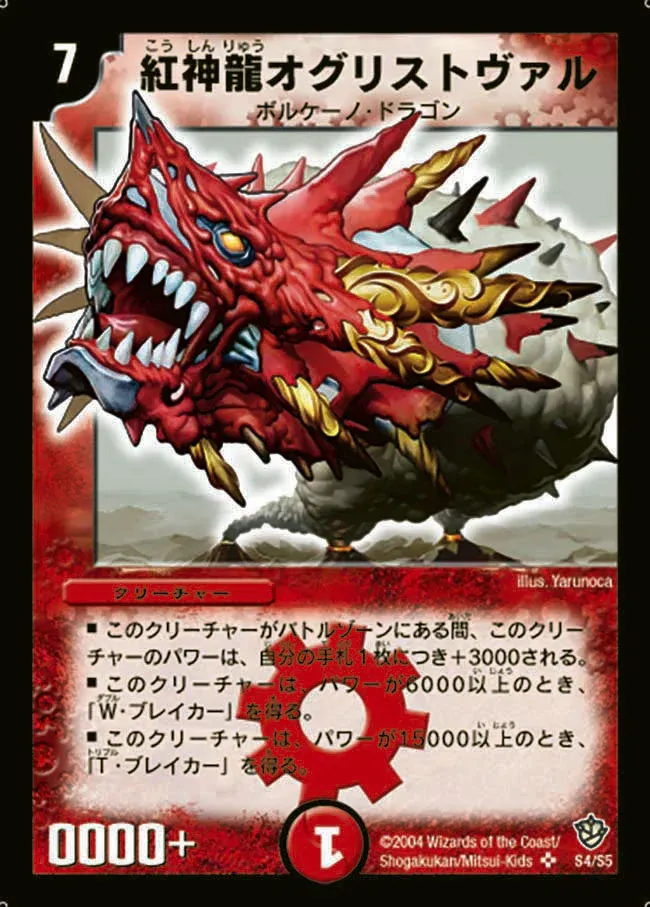 7
こう しん りゅう
紅神龍オグリストヴァル
ボルケーノ・ドラゴン
illus. Yarunoca
クリーチャー
■ このクリーチャーがバトルゾーンにある間、このクリー
チャーのパワーは、自分の手札1枚につき+3000される。
■ このクリーチャーは、パワーが6000以上のとき、
「W・ブレイカー」を得る。
■ このクリーチャーは、パワーが15000以上のとき、
「T・ブレイカー」を得る。
0000+
1
©2004 Wizards of the Coast/
Shogakukan/Mitsui-Kids
S4/S5